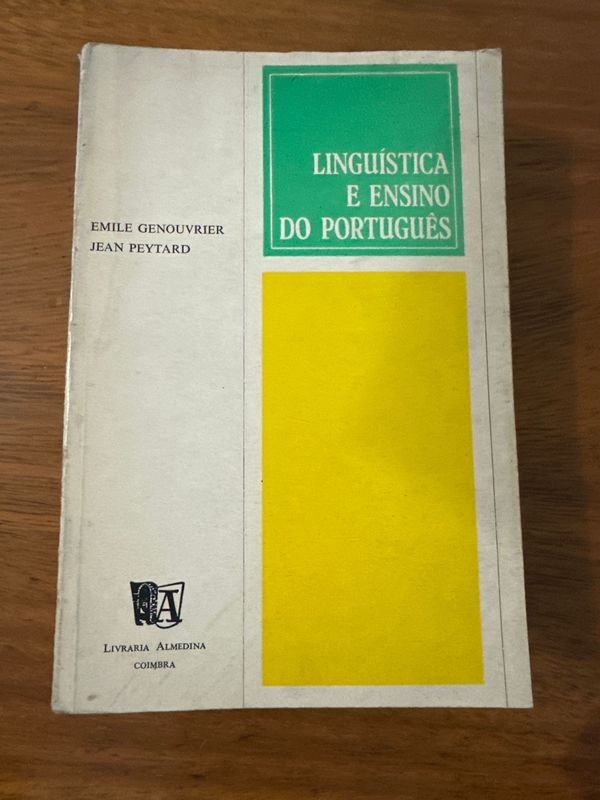 LINGUÍSTICA
E ENSINO
DO PORTUGUÊS
EMILE GENOUVRIER
JEAN PEYTARD
A
LIVRARIA ALMEDINA
COIMBRA